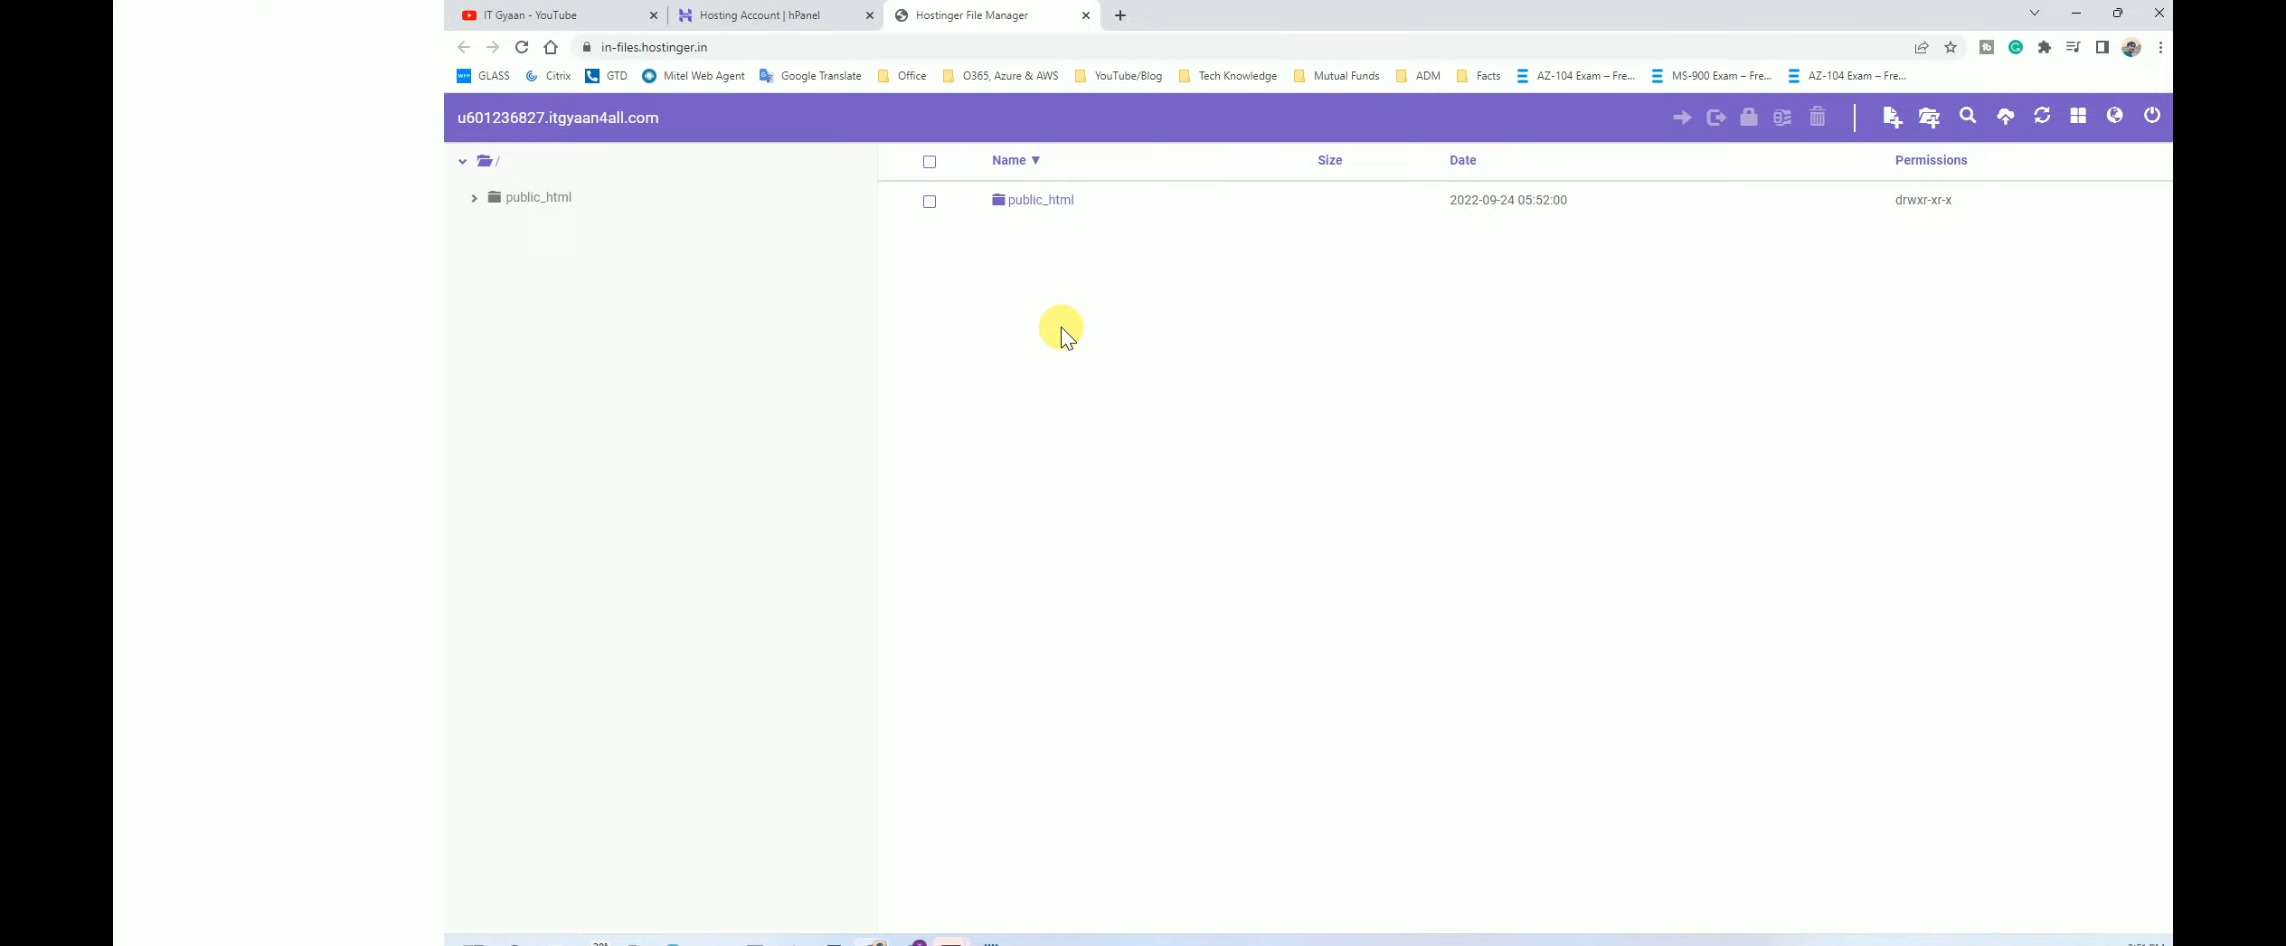 IT Gyaan - YouTube Hosting Account | hPanel Hostinger File Manager
in-files.hostinger.in
GLASS Citrix GTD Mitel Web Agent Google Translate Office O365, Azure & AWS YouTube/Blog Tech Knowledge Mutual Funds ADM Facts AZ-104 Exam – Fre... MS-900 Exam – Fre... AZ-104 Exam – Fre...
u601236827.itgyaan4all.com
/ Name ▼ Size Date Permissions
public_html public_html 2022-09-24 05:52:00 drwxr-xr-x